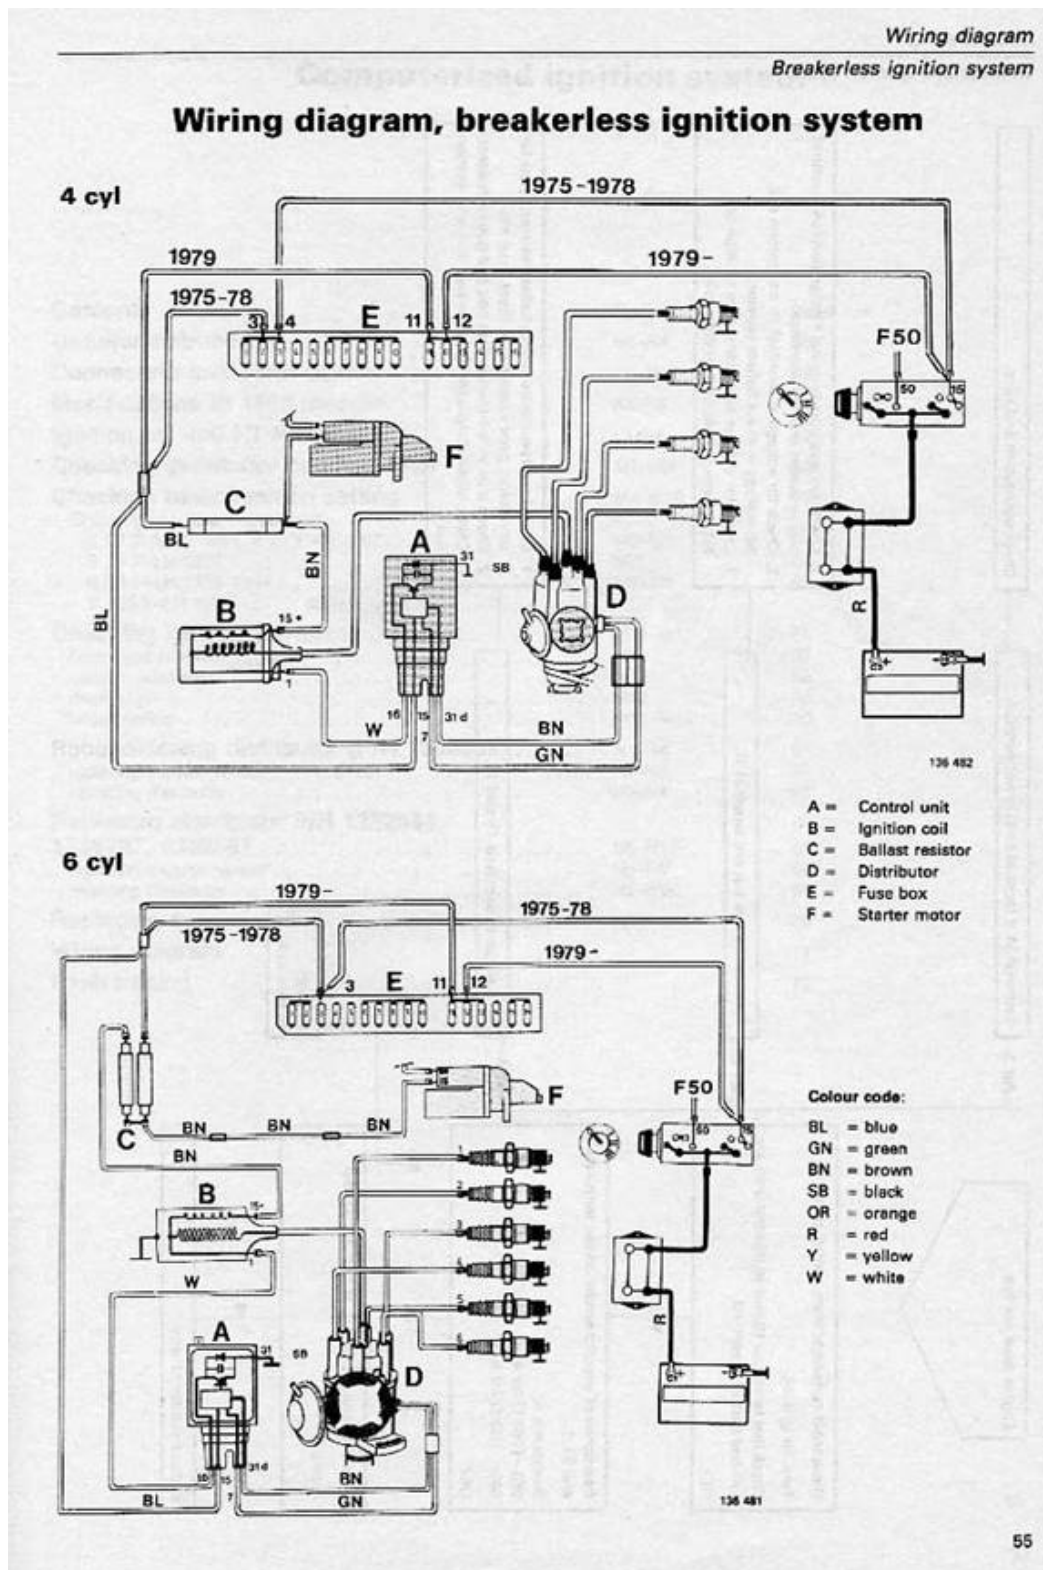 Wiring diagram
Breakerless ignition system
Wiring diagram, breakerless ignition system
4 cyl
1975-1978
1979
1979-
1975-78
3 4 E 11 12
F50
50
15
F
C
BL
BN
A
31
SB
B
15+
D
BL
R
1
16
15
31d
W
7
BN
GN
136 482
A = Control unit
B = Ignition coil
C = Ballast resistor
D = Distributor
E = Fuse box
F = Starter motor
6 cyl
1979-
1975-78
1975-1978
1979-
3 E 11 12
F
F50
50
15
C
BN
BN
BN
BN
1
2
3
4
5
6
B
15+
1
W
R
A
31
SB
D
31d
15
7
BN
BL
GN
136 481
Colour code:
BL = blue
GN = green
BN = brown
SB = black
OR = orange
R = red
Y = yellow
W = white
55